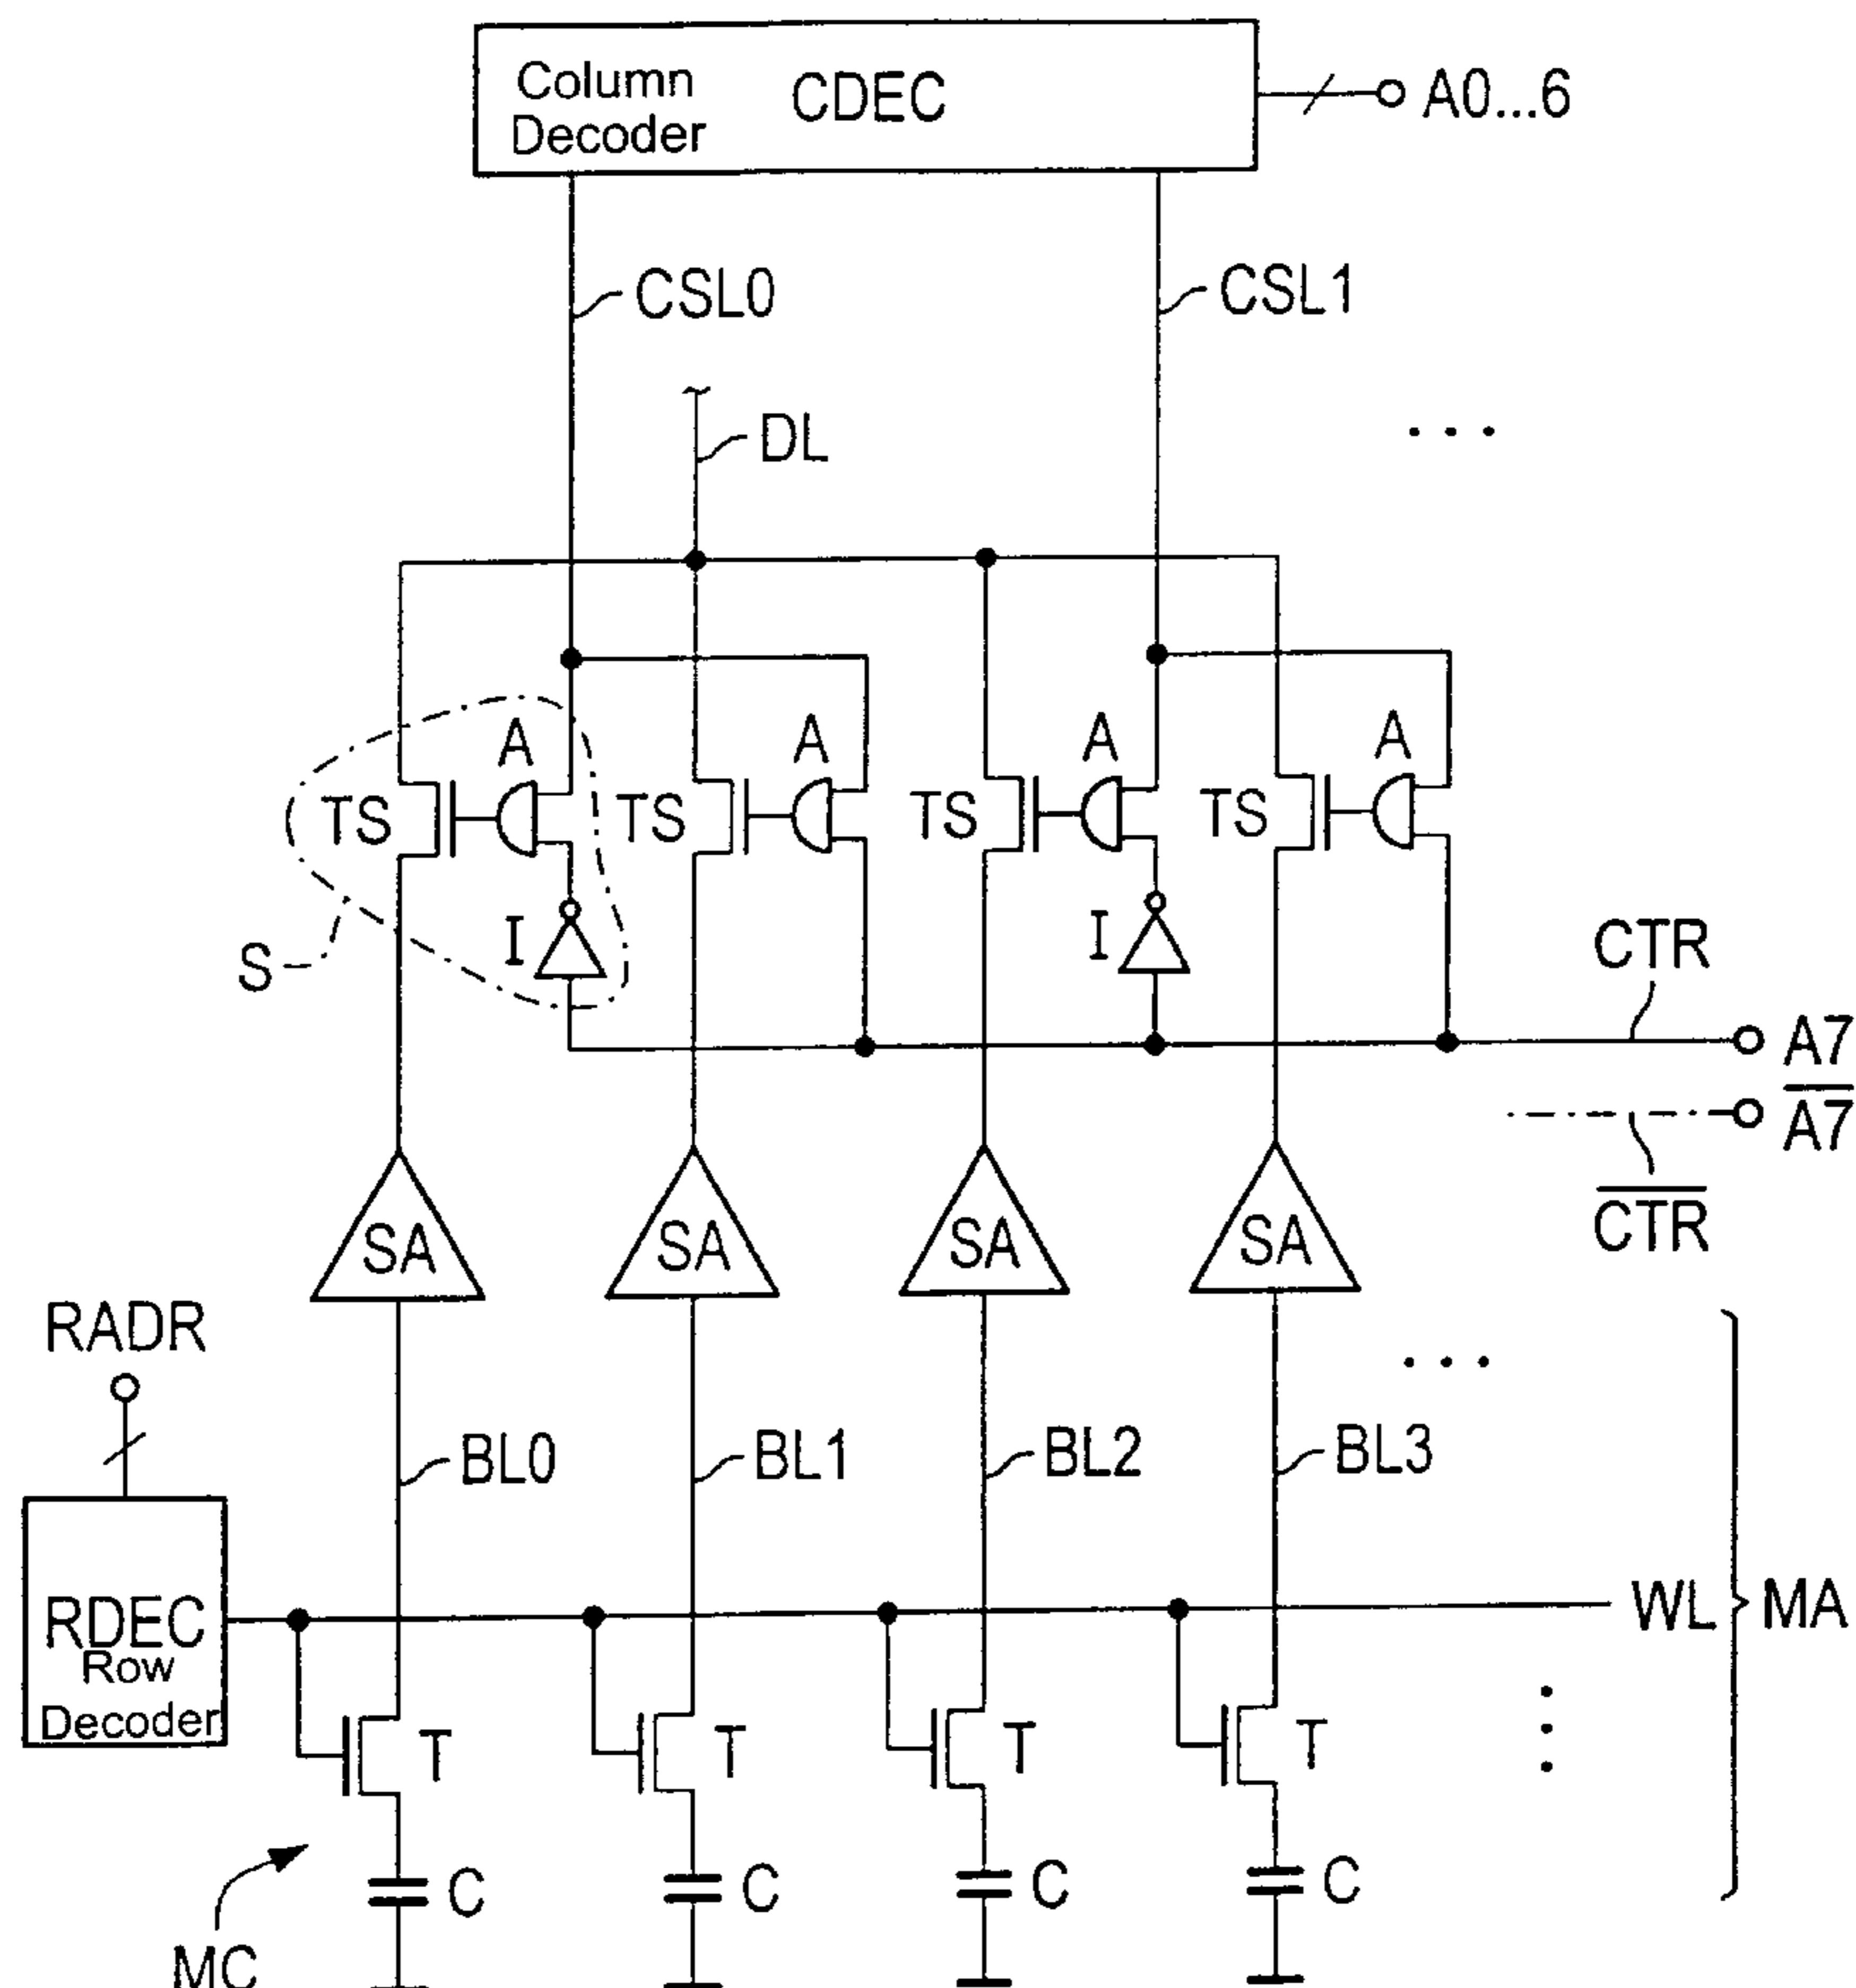 Column
Decoder
CDEC
A0...6
CSL0
CSL1
DL
. . .
A
A
A
A
TS
TS
TS
TS
I
I
S
CTR
A7
A7̅
C̅T̅R̅
SA
SA
SA
SA
RADR
. . .
BL0
BL1
BL2
BL3
RDEC
Row
Decoder
WL
MA
T
T
T
T
C
C
C
C
MC